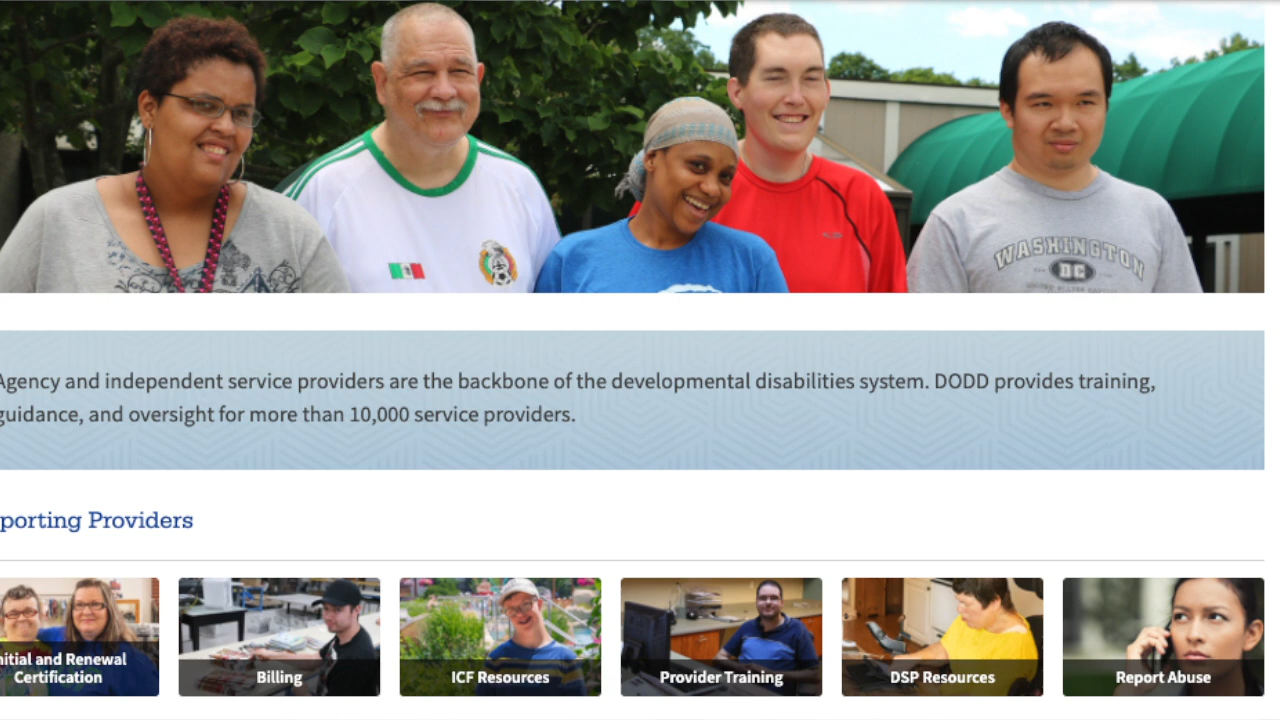 WASHINGTON
DC
Agency and independent service providers are the backbone of the developmental disabilities system. DODD provides training,
guidance, and oversight for more than 10,000 service providers.
porting Providers
nitial and Renewal
Certification
Billing
ICF Resources
Provider Training
DSP Resources
Report Abuse